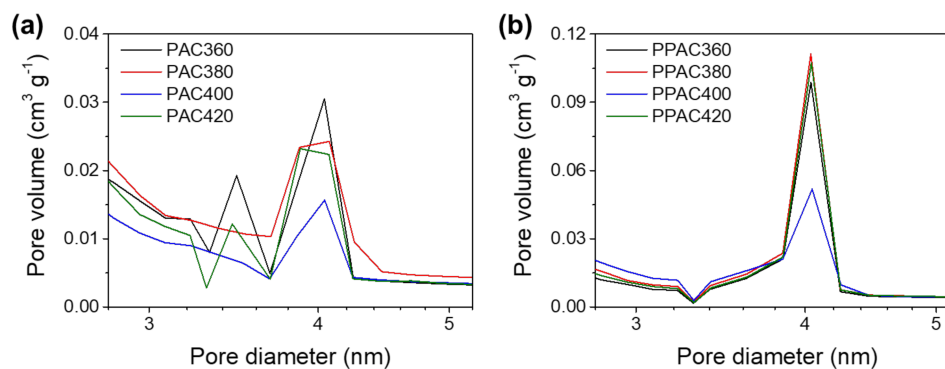 (a)
0.04
0.03
0.02
0.01
0.00
Pore volume (cm³ g⁻¹)
PAC360
PAC380
PAC400
PAC420
3
4
5
Pore diameter (nm)
(b)
0.12
0.09
0.06
0.03
0.00
Pore volume (cm³ g⁻¹)
PPAC360
PPAC380
PPAC400
PPAC420
3
4
5
Pore diameter (nm)